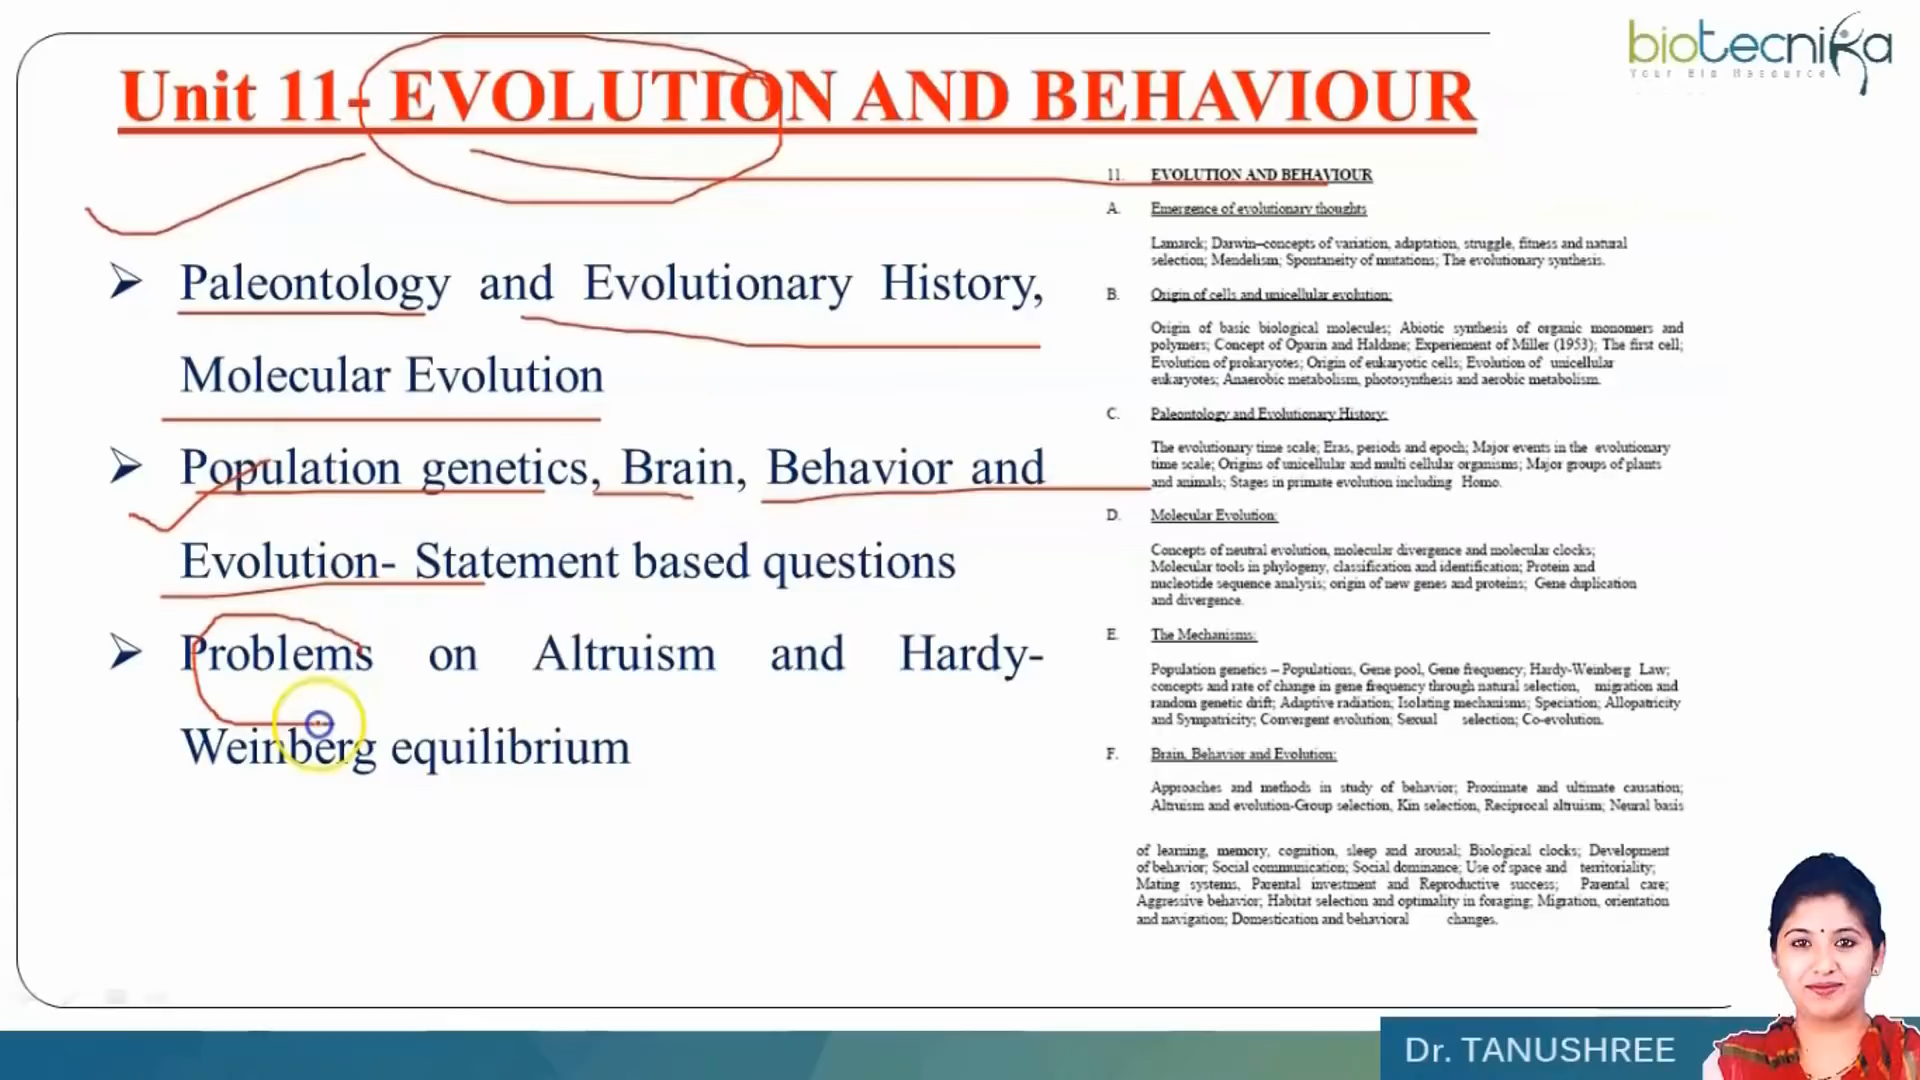 biotecnika
Your Bio Resource
Unit 11- EVOLUTION AND BEHAVIOUR
➢ Paleontology and Evolutionary History,
Molecular Evolution
➢ Population genetics, Brain, Behavior and
Evolution- Statement based questions
➢ Problems on Altruism and Hardy-
Weinberg equilibrium
11. EVOLUTION AND BEHAVIOUR
A. Emergence of evolutionary thoughts
Lamarck; Darwin–concepts of variation, adaptation, struggle, fitness and natural
selection; Mendelism; Spontaneity of mutations; The evolutionary synthesis.
B. Origin of cells and unicellular evolution:
Origin of basic biological molecules; Abiotic synthesis of organic monomers and
polymers; Concept of Oparin and Haldane; Experiement of Miller (1953); The first cell;
Evolution of prokaryotes; Origin of eukaryotic cells; Evolution of unicellular
eukaryotes; Anaerobic metabolism, photosynthesis and aerobic metabolism.
C. Paleontology and Evolutionary History:
The evolutionary time scale; Eras, periods and epoch; Major events in the evolutionary
time scale; Origins of unicellular and multi cellular organisms; Major groups of plants
and animals; Stages in primate evolution including Homo.
D. Molecular Evolution:
Concepts of neutral evolution, molecular divergence and molecular clocks;
Molecular tools in phylogeny, classification and identification; Protein and
nucleotide sequence analysis; origin of new genes and proteins; Gene duplication
and divergence.
E. The Mechanisms:
Population genetics – Populations, Gene pool, Gene frequency; Hardy-Weinberg Law;
concepts and rate of change in gene frequency through natural selection, migration and
random genetic drift; Adaptive radiation; Isolating mechanisms; Speciation; Allopatricity
and Sympatricity; Convergent evolution; Sexual selection; Co-evolution.
F. Brain, Behavior and Evolution:
Approaches and methods in study of behavior; Proximate and ultimate causation;
Altruism and evolution-Group selection, Kin selection, Reciprocal altruism; Neural basis
of learning, memory, cognition, sleep and arousal; Biological clocks; Development
of behavior; Social communication; Social dominance; Use of space and territoriality;
Mating systems, Parental investment and Reproductive success; Parental care;
Aggressive behavior; Habitat selection and optimality in foraging; Migration, orientation
and navigation; Domestication and behavioral changes.
Dr. TANUSHREE